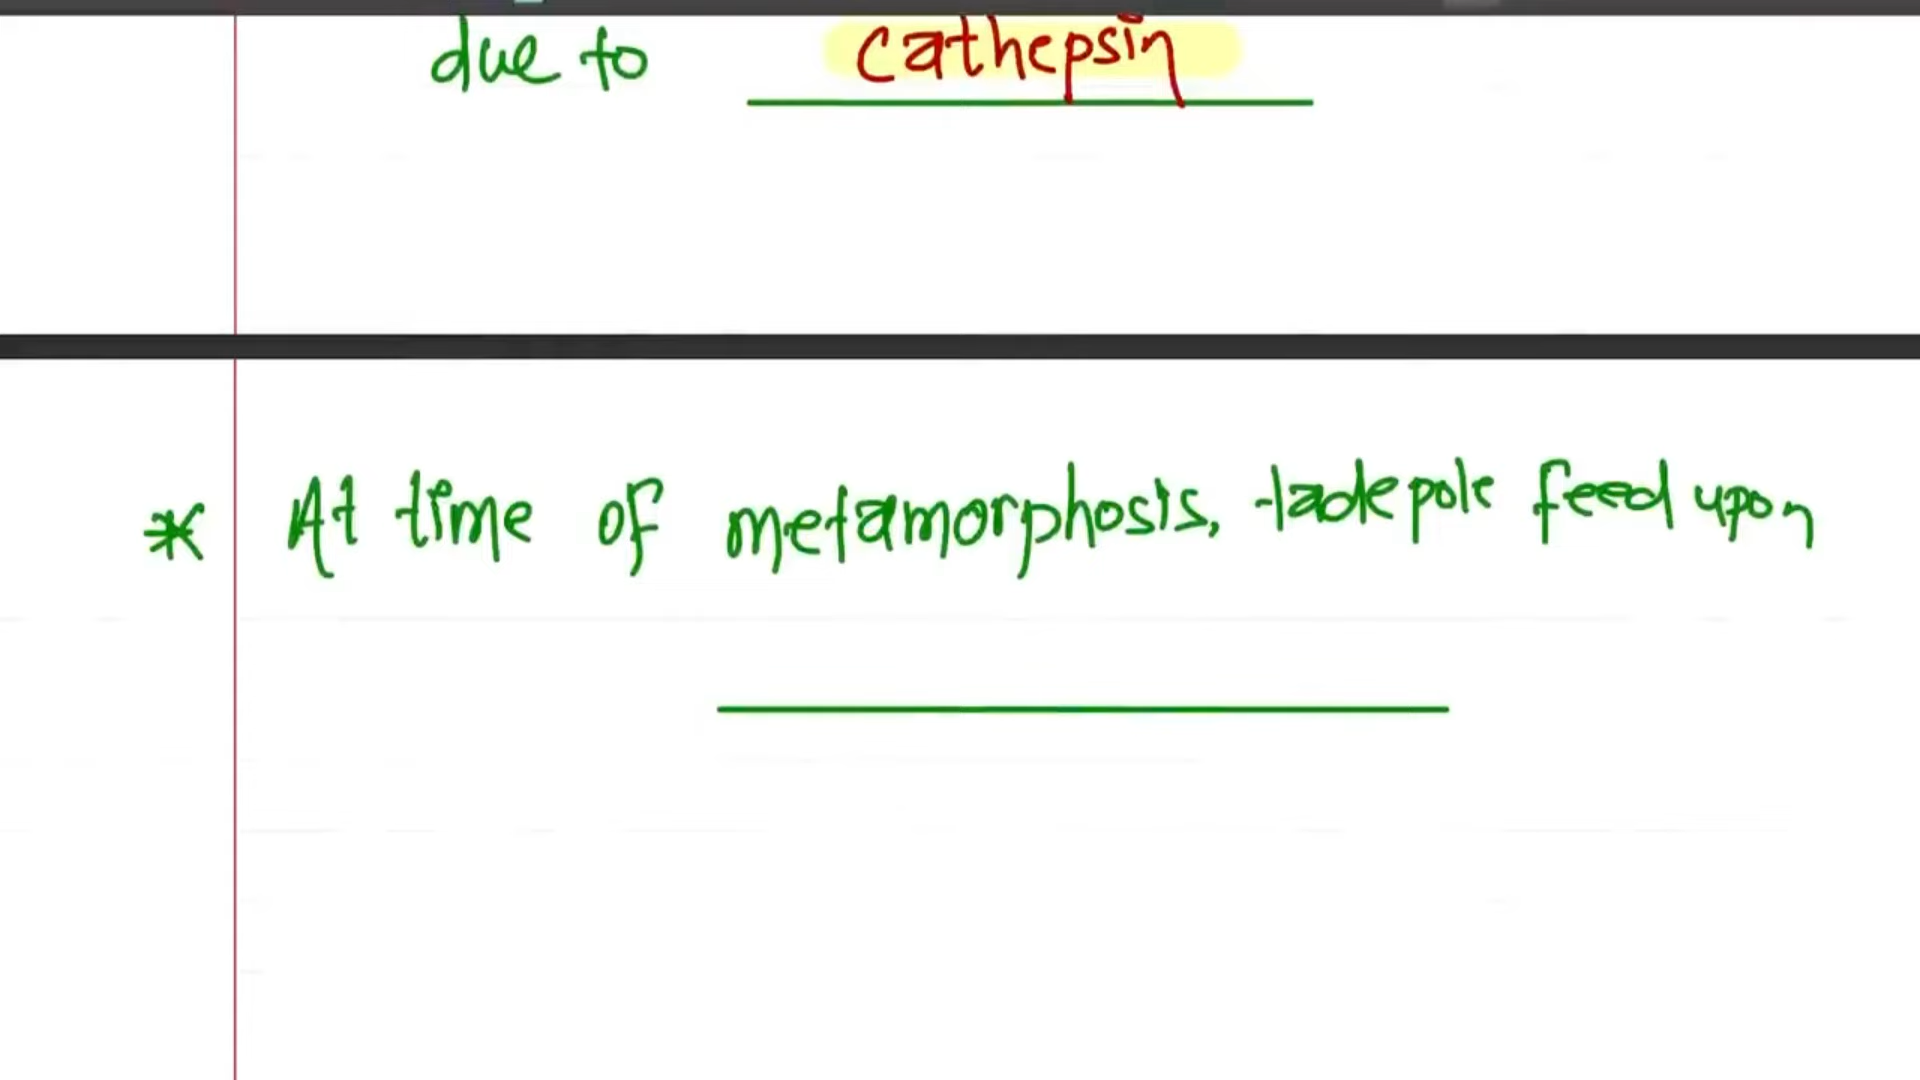 due to cathepsin
* At time of metamorphosis, tadepole feed upon